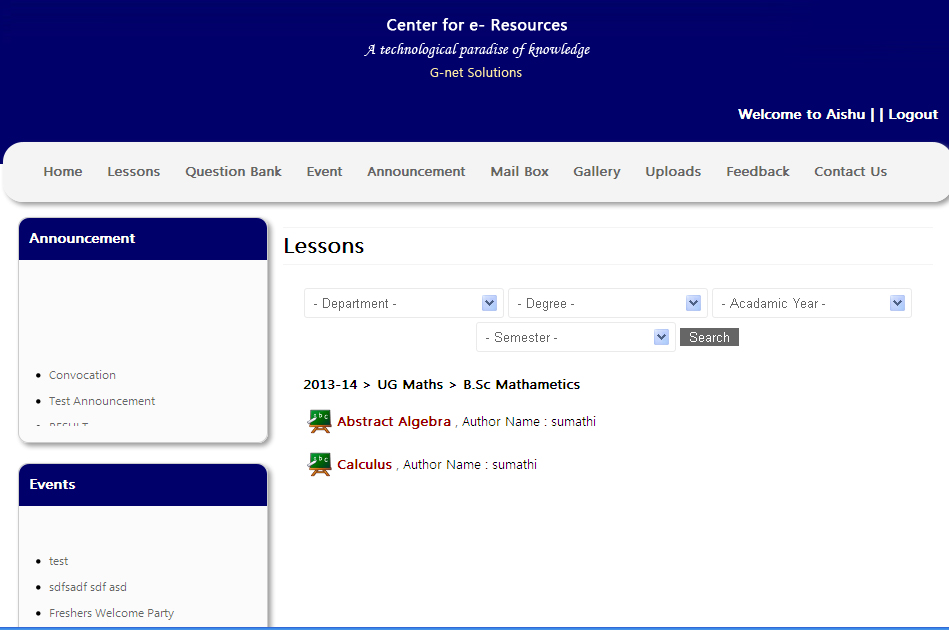 Center for e- Resources
A technological paradise of knowledge
G-net Solutions
Welcome to Aishu | | Logout
Home Lessons Question Bank Event Announcement Mail Box Gallery Uploads Feedback Contact Us
Announcement
Convocation
Test Announcement
RESULT
Events
test
sdfsadf sdf asd
Freshers Welcome Party
Lessons
- Department - - Degree - - Acadamic Year -
- Semester - Search
2013-14 > UG Maths > B.Sc Mathametics
Abstract Algebra , Author Name : sumathi
Calculus , Author Name : sumathi